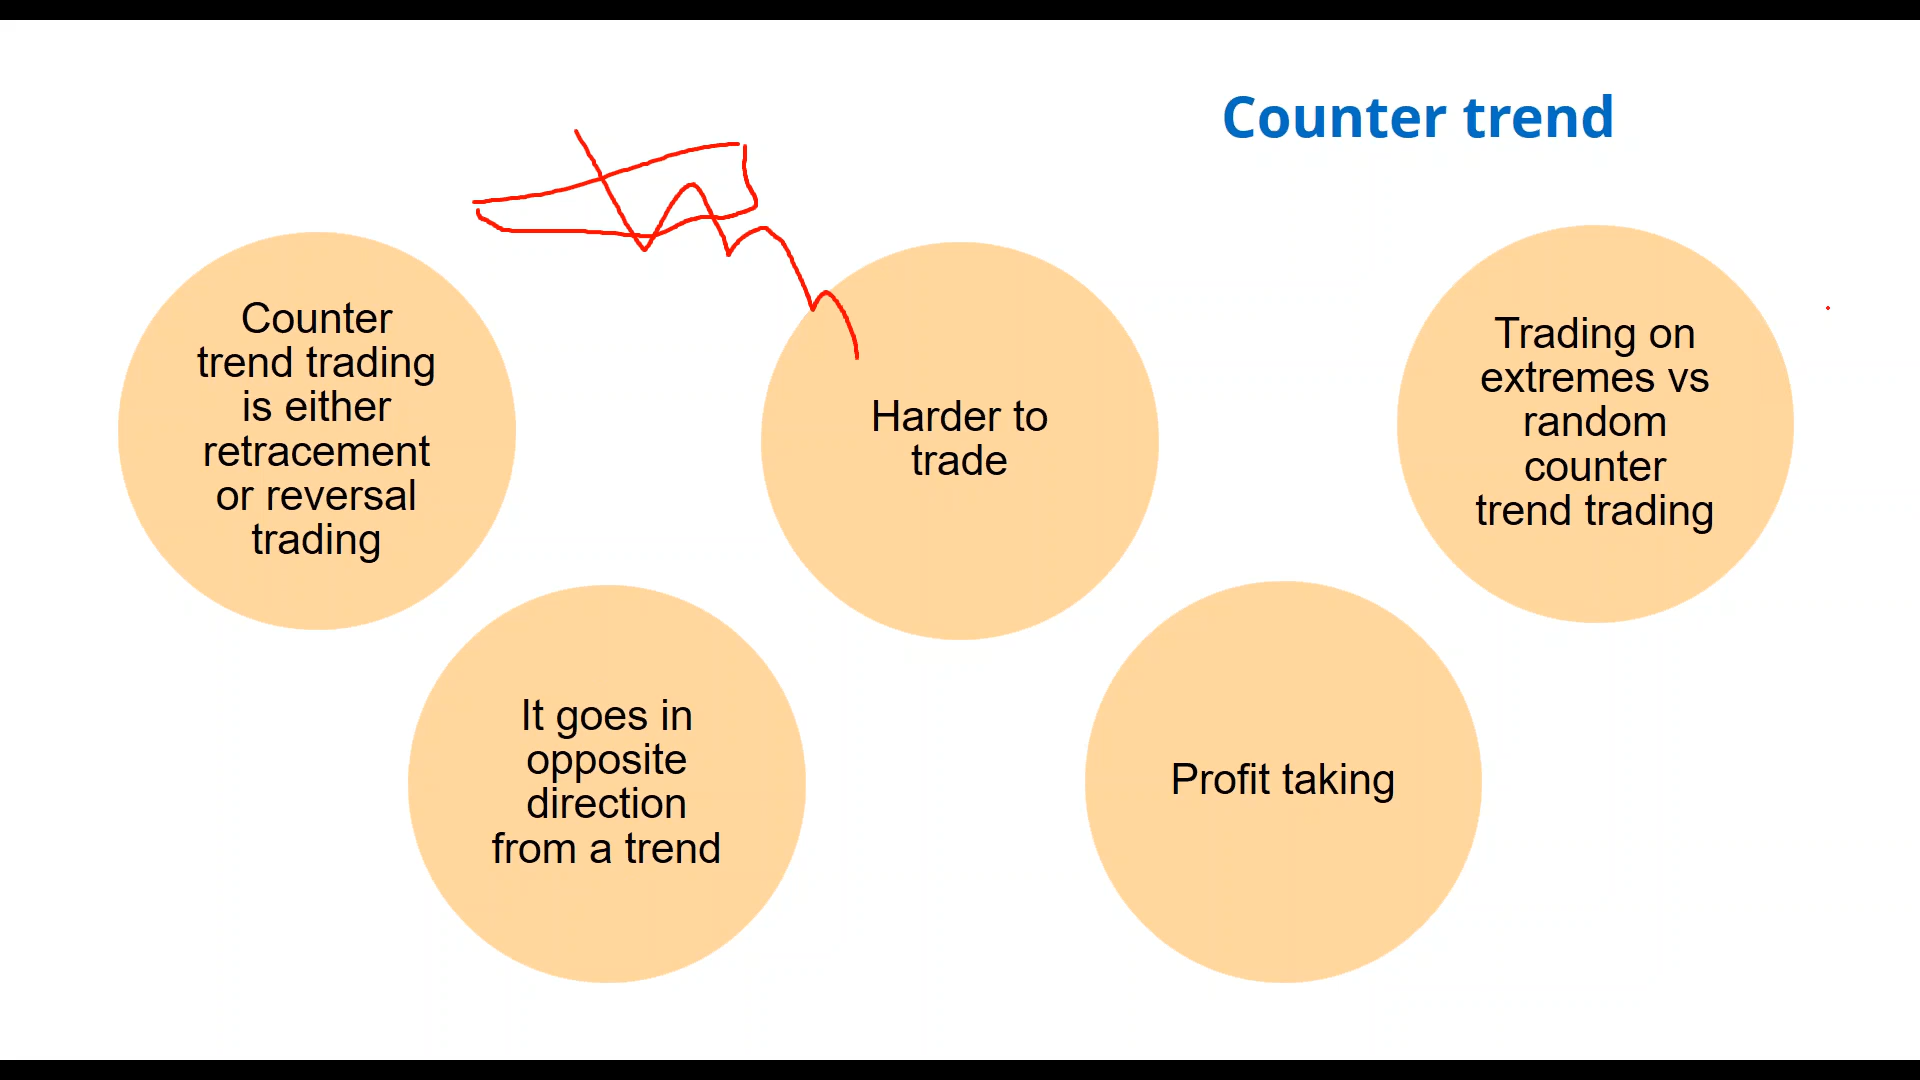 Counter trend
Counter
trend trading
is either
retracement
or reversal
trading
It goes in
opposite
direction
from a trend
Harder to
trade
Profit taking
Trading on
extremes vs
random
counter
trend trading